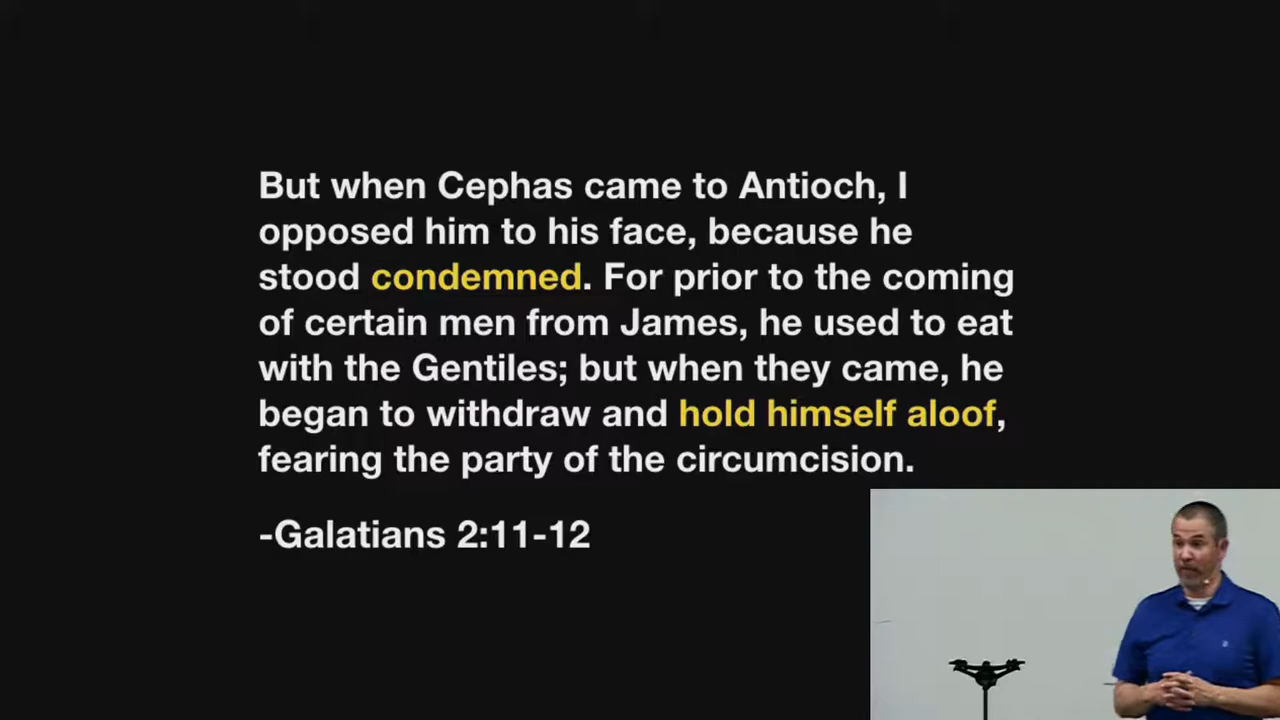 But when Cephas came to Antioch, I
opposed him to his face, because he
stood condemned. For prior to the coming
of certain men from James, he used to eat
with the Gentiles; but when they came, he
began to withdraw and hold himself aloof,
fearing the party of the circumcision.
-Galatians 2:11-12